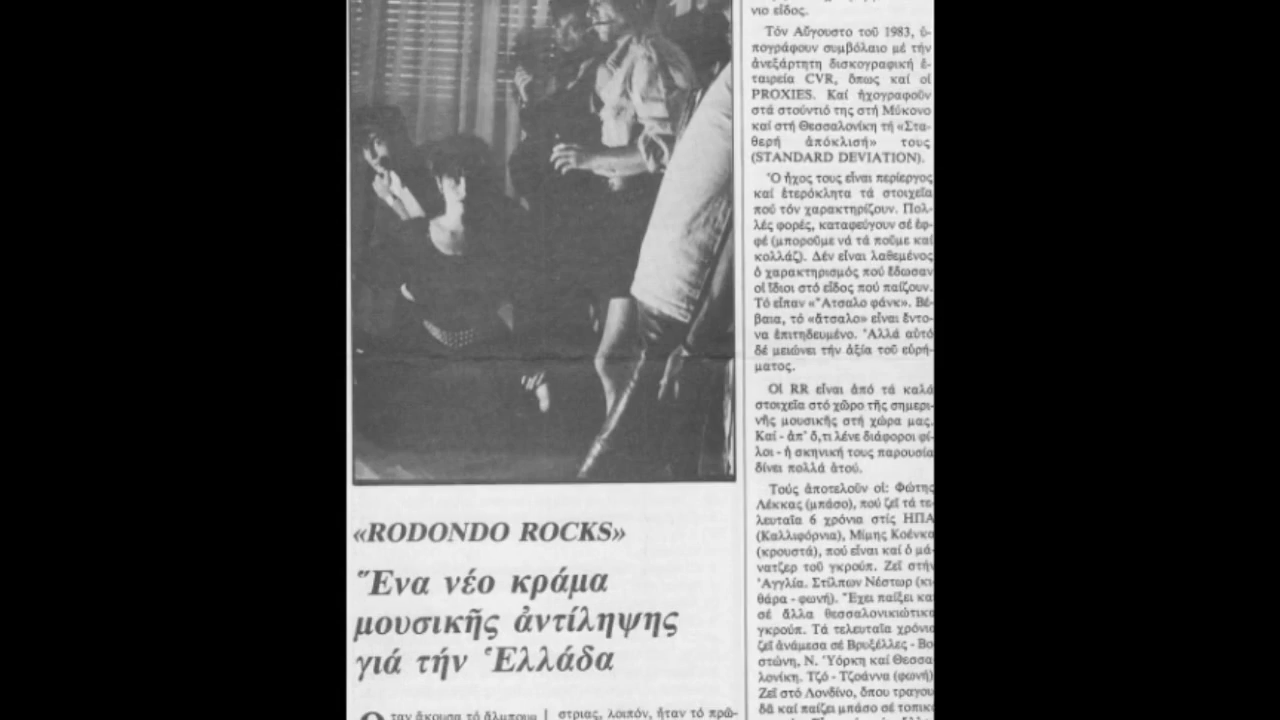 «RODONDO ROCKS»
Ἕνα νέο κράμα
μουσικῆς ἀντίληψης
γιά τήν Ἑλλάδα
ταν ἄκουσα τό ἄλμπουμ
στριας, λοιπόν, ἦταν τό πρῶ-
νιο εἶδος.
Τόν Αὔγουστο τοῦ 1983, ὑ-
πογράφουν συμβόλαιο μέ τήν
ἀνεξάρτητη δισκογραφική ἑ-
ταιρεία CVR, ὅπως καί οἱ
PROXIES. Καί ἠχογραφοῦν
στά στούντιό της στή Μύκονο
καί στή Θεσσαλονίκη τή «Στα-
θερή ἀπόκλισή» τους
(STANDARD DEVIATION).
Ὁ ἦχος τους εἶναι περίεργος
καί ἑτερόκλητα τά στοιχεῖα
πού τόν χαρακτηρίζουν. Πολ-
λές φορές, καταφεύγουν σέ ἐφ-
φέ (μποροῦμε νά τά ποῦμε καί
κολλάζ). Δέν εἶναι λαθεμένος
ὁ χαρακτηρισμός πού ἔδωσαν
οἱ ἴδιοι στό εἶδος πού παίζουν.
Τό εἶπαν «Ἄτσαλο φάνκ». Βέ-
βαια, τό «ἄτσαλο» εἶναι ἔντο-
να ἐπιτηδευμένο. Ἀλλά αὐτό
δέ μειώνει τήν ἀξία τοῦ εὑρή-
ματος.
Οἱ RR εἶναι ἀπό τά καλά
στοιχεῖα στό χῶρο τῆς σημερι-
νῆς μουσικῆς στή χώρα μας.
Καί - ἀπ' ὅ,τι λένε διάφοροι φί-
λοι - ἡ σκηνική τους παρουσία
δίνει πολλά ἀτού.
Τούς ἀποτελοῦν οἱ: Φώτης
Λέκκας (μπάσο), πού ζεῖ τά τε-
λευταῖα 6 χρόνια στίς ΗΠΑ
(Καλλιφόρνια), Μίμης Κοένκα
(κρουστά), πού εἶναι καί ὁ μά-
νατζερ τοῦ γκρούπ. Ζεῖ στήν
Ἀγγλία. Στίλπων Νέστωρ (κι-
θάρα - φωνή). Ἔχει παίξει κα
σέ ἄλλα θεσσαλονικιώτικα
γκρούπ. Τά τελευταῖα χρόνια
ζεῖ ἀνάμεσα σέ Βρυξέλλες - Βο
στώνη, Ν. Ὑόρκη καί Θεσσα
λονίκη. Τζό - Τζοάννα (φωνή)
Ζεῖ στό Λονδίνο, ὅπου τραγου
δᾶ καί παίζει μπάσο σέ τοπικ